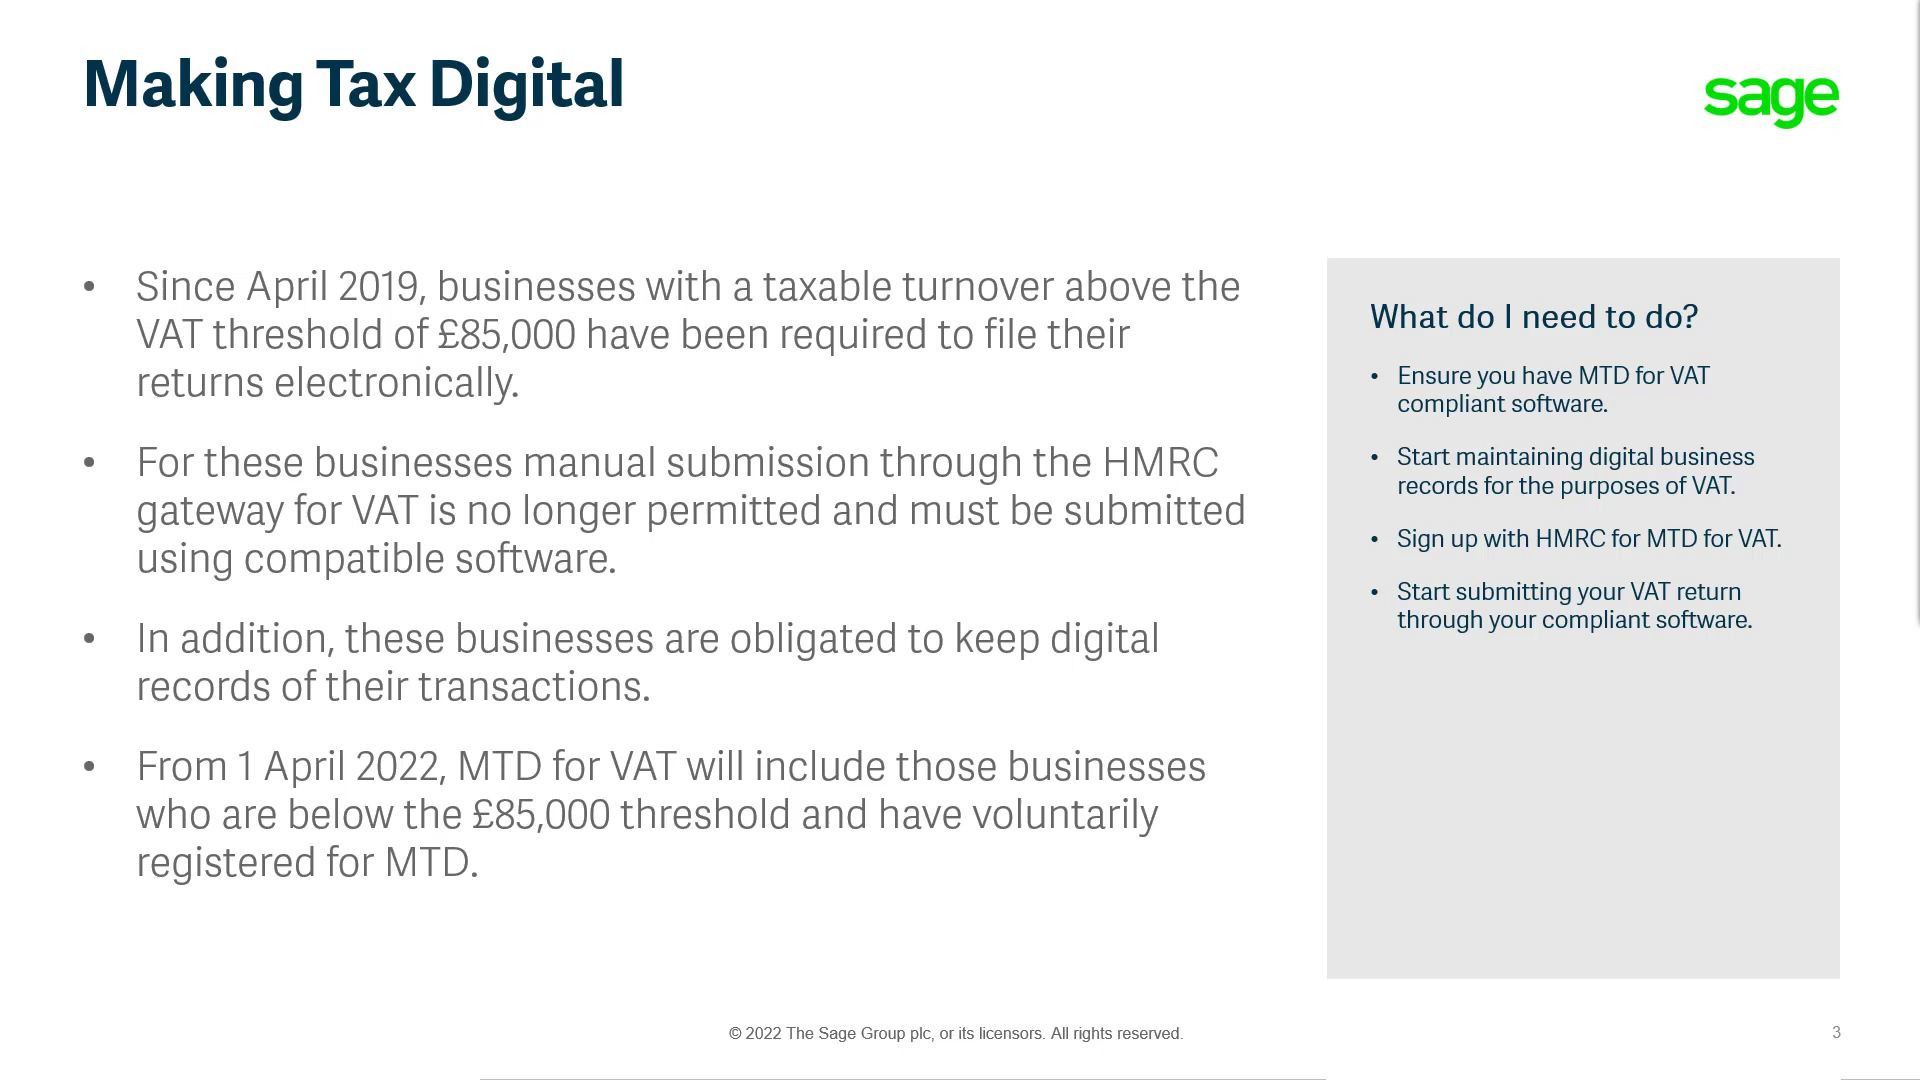 Making Tax Digital
sage
• Since April 2019, businesses with a taxable turnover above the
VAT threshold of £85,000 have been required to file their
returns electronically.
• For these businesses manual submission through the HMRC
gateway for VAT is no longer permitted and must be submitted
using compatible software.
• In addition, these businesses are obligated to keep digital
records of their transactions.
• From 1 April 2022, MTD for VAT will include those businesses
who are below the £85,000 threshold and have voluntarily
registered for MTD.
What do I need to do?
• Ensure you have MTD for VAT
compliant software.
• Start maintaining digital business
records for the purposes of VAT.
• Sign up with HMRC for MTD for VAT.
• Start submitting your VAT return
through your compliant software.
© 2022 The Sage Group plc, or its licensors. All rights reserved.
3